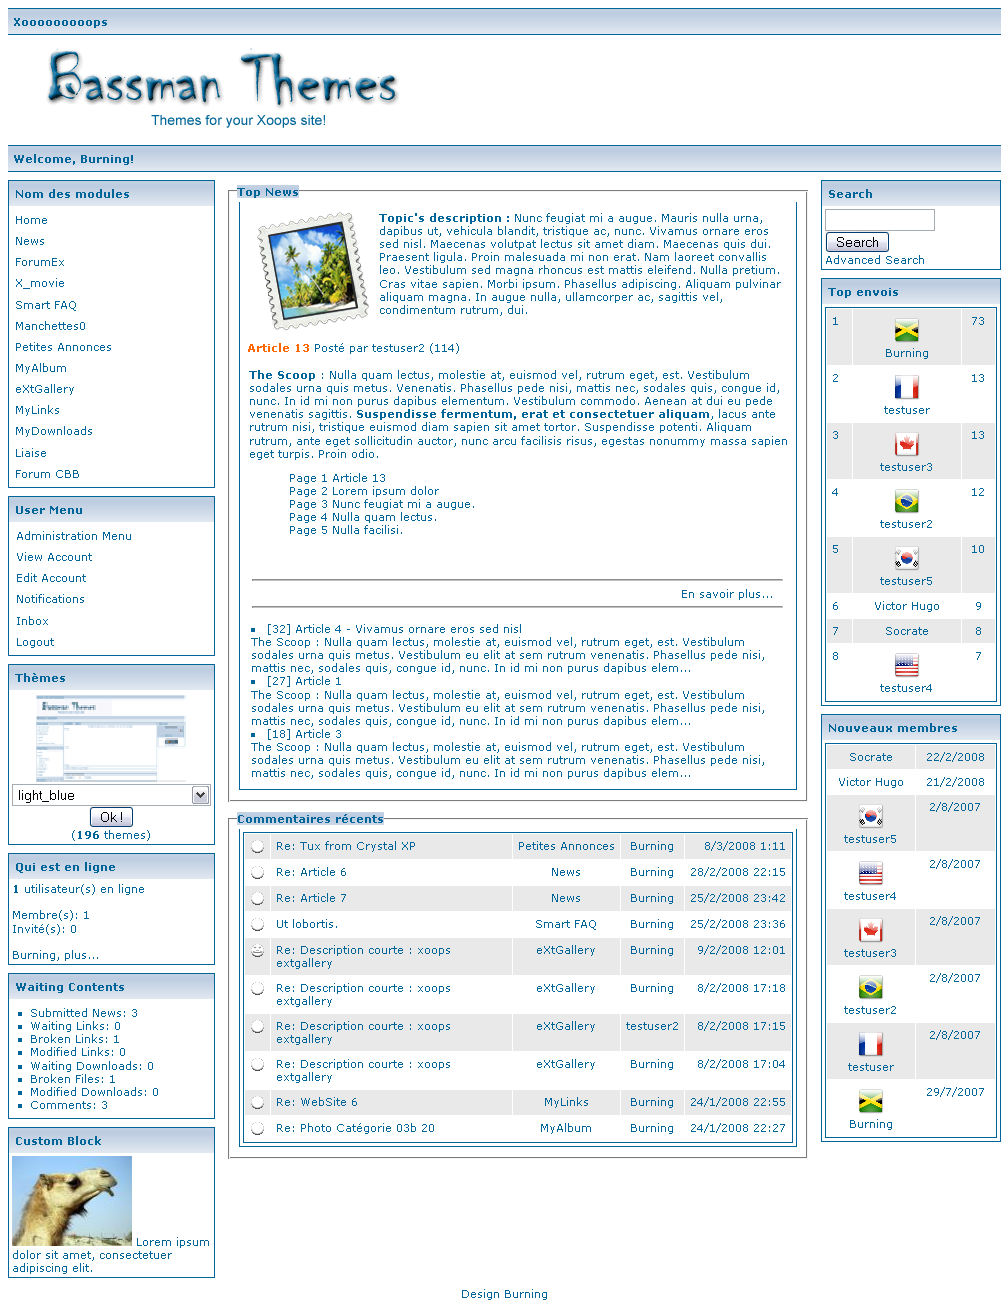 Xoooooooooops
Bassman Themes
Themes for your Xoops site!
Welcome, Burning!
Nom des modules
Home
News
ForumEx
X_movie
Smart FAQ
Manchettes0
Petites Annonces
MyAlbum
eXtGallery
MyLinks
MyDownloads
Liaise
Forum CBB
User Menu
Administration Menu
View Account
Edit Account
Notifications
Inbox
Logout
Thèmes
light_blue
Ok !
(196 themes)
Qui est en ligne
1 utilisateur(s) en ligne
Membre(s): 1
Invité(s): 0
Burning, plus...
Waiting Contents
Submitted News: 3
Waiting Links: 0
Broken Links: 1
Modified Links: 0
Waiting Downloads: 0
Broken Files: 1
Modified Downloads: 0
Comments: 3
Custom Block
Lorem ipsum
dolor sit amet, consectetuer
adipiscing elit.
Top News
Topic's description : Nunc feugiat mi a augue. Mauris nulla urna,
dapibus ut, vehicula blandit, tristique ac, nunc. Vivamus ornare eros
sed nisl. Maecenas volutpat lectus sit amet diam. Maecenas quis dui.
Praesent ligula. Proin malesuada mi non erat. Nam laoreet convallis
leo. Vestibulum sed magna rhoncus est mattis eleifend. Nulla pretium.
Cras vitae sapien. Morbi ipsum. Phasellus adipiscing. Aliquam pulvinar
aliquam magna. In augue nulla, ullamcorper ac, sagittis vel,
condimentum rutrum, dui.
Article 13 Posté par testuser2 (114)
The Scoop : Nulla quam lectus, molestie at, euismod vel, rutrum eget, est. Vestibulum
sodales urna quis metus. Venenatis. Phasellus pede nisi, mattis nec, sodales quis, congue id,
nunc. In id mi non purus dapibus elementum. Vestibulum commodo. Aenean at dui eu pede
venenatis sagittis. Suspendisse fermentum, erat et consectetuer aliquam, lacus ante
rutrum nisi, tristique euismod diam sapien sit amet tortor. Suspendisse potenti. Aliquam
rutrum, ante eget sollicitudin auctor, nunc arcu facilisis risus, egestas nonummy massa sapien
eget turpis. Proin odio.
Page 1 Article 13
Page 2 Lorem ipsum dolor
Page 3 Nunc feugiat mi a augue.
Page 4 Nulla quam lectus.
Page 5 Nulla facilisi.
En savoir plus...
[32] Article 4 - Vivamus ornare eros sed nisl
The Scoop : Nulla quam lectus, molestie at, euismod vel, rutrum eget, est. Vestibulum
sodales urna quis metus. Vestibulum eu elit at sem rutrum venenatis. Phasellus pede nisi,
mattis nec, sodales quis, congue id, nunc. In id mi non purus dapibus elem...
[27] Article 1
The Scoop : Nulla quam lectus, molestie at, euismod vel, rutrum eget, est. Vestibulum
sodales urna quis metus. Vestibulum eu elit at sem rutrum venenatis. Phasellus pede nisi,
mattis nec, sodales quis, congue id, nunc. In id mi non purus dapibus elem...
[18] Article 3
The Scoop : Nulla quam lectus, molestie at, euismod vel, rutrum eget, est. Vestibulum
sodales urna quis metus. Vestibulum eu elit at sem rutrum venenatis. Phasellus pede nisi,
mattis nec, sodales quis, congue id, nunc. In id mi non purus dapibus elem...
Commentaires récents
Re: Tux from Crystal XP Petites Annonces Burning 8/3/2008 1:11
Re: Article 6 News Burning 28/2/2008 22:15
Re: Article 7 News Burning 25/2/2008 23:42
Ut lobortis. Smart FAQ Burning 25/2/2008 23:36
Re: Description courte : xoops eXtGallery Burning 9/2/2008 12:01
extgallery
Re: Description courte : xoops eXtGallery Burning 8/2/2008 17:18
extgallery
Re: Description courte : xoops eXtGallery testuser2 8/2/2008 17:15
extgallery
Re: Description courte : xoops eXtGallery Burning 8/2/2008 17:04
extgallery
Re: WebSite 6 MyLinks Burning 24/1/2008 22:55
Re: Photo Catégorie 03b 20 MyAlbum Burning 24/1/2008 22:27
Search
Search
Advanced Search
Top envois
1 73
Burning
2 13
testuser
3 13
testuser3
4 12
testuser2
5 10
testuser5
6 Victor Hugo 9
7 Socrate 8
8 7
testuser4
Nouveaux membres
Socrate 22/2/2008
Victor Hugo 21/2/2008
2/8/2007
testuser5
2/8/2007
testuser4
2/8/2007
testuser3
2/8/2007
testuser2
2/8/2007
testuser
29/7/2007
Burning
Design Burning